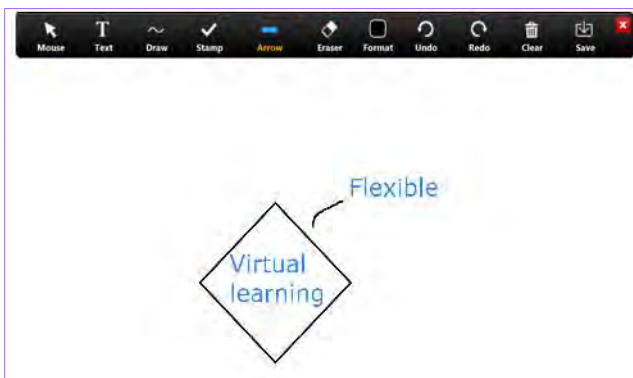 Mouse Text Draw Stamp Arrow Eraser Format Undo Redo Clear Save
Flexible
Virtual
learning